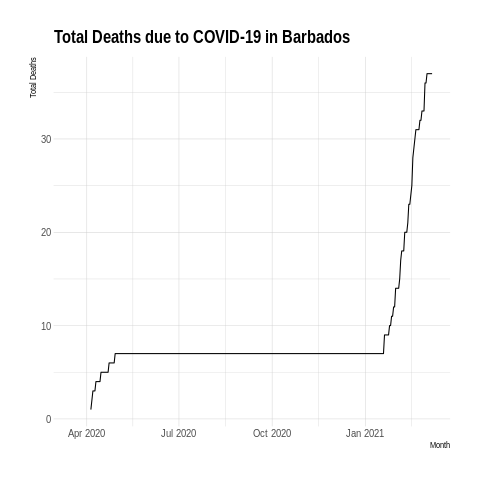 Total Deaths due to COVID-19 in Barbados
Total Deaths
30
20
10
0
Apr 2020 Jul 2020 Oct 2020 Jan 2021
Month